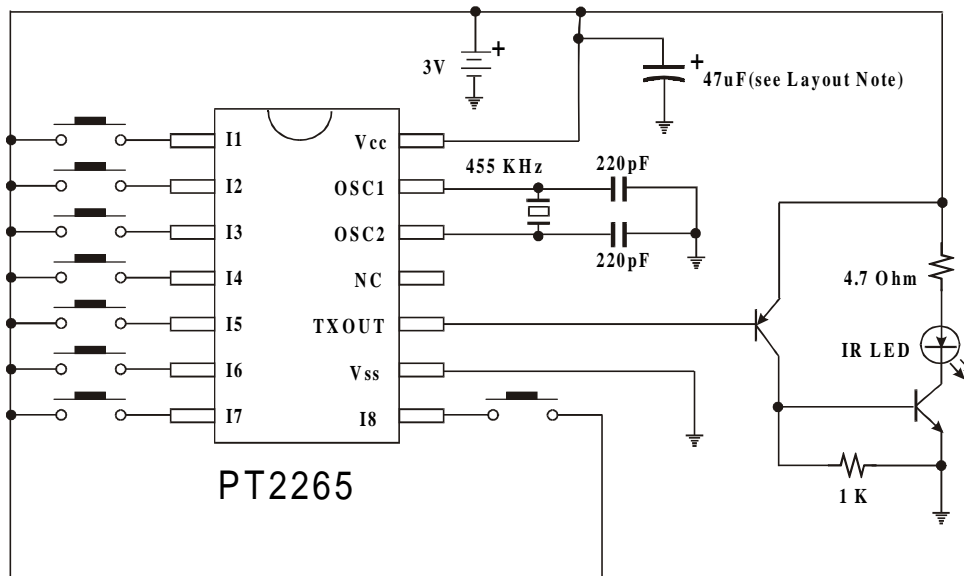 3V
+
+
47uF(see Layout Note)
I1
Vcc
455 KHz
220pF
I2
OSC1
I3
OSC2
220pF
I4
NC
4.7 Ohm
I5
TXOUT
IR LED
I6
Vss
I7
I8
PT2265
1 K